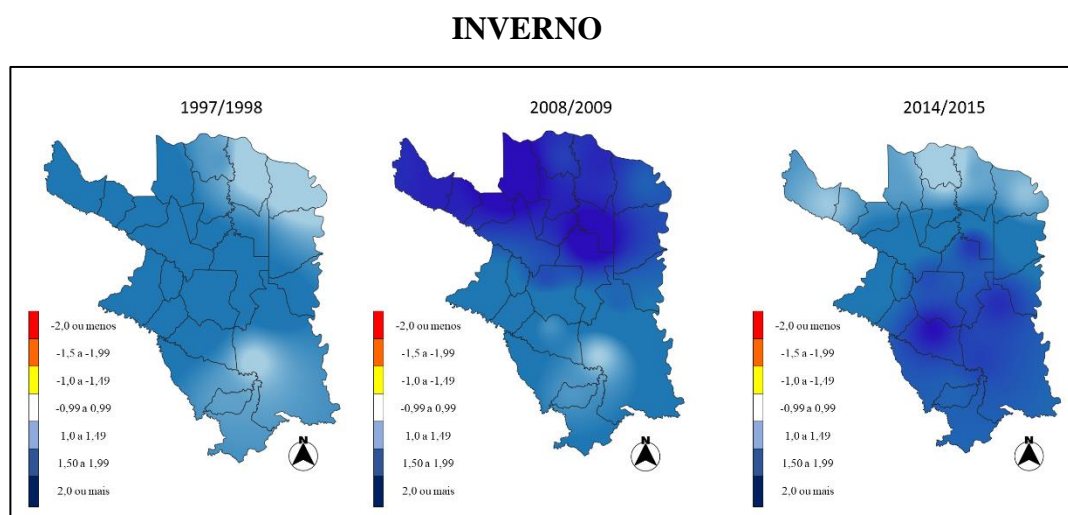 INVERNO
1997/1998
2008/2009
2014/2015
-2,0 ou menos
-1,5 a -1,99
-1,0 a -1,49
-0,99 a 0,99
1,0 a 1,49
1,50 a 1,99
2,0 ou mais
N
-2,0 ou menos
-1,5 a -1,99
-1,0 a -1,49
-0,99 a 0,99
1,0 a 1,49
1,50 a 1,99
2,0 ou mais
N
-2,0 ou menos
-1,5 a -1,99
-1,0 a -1,49
-0,99 a 0,99
1,0 a 1,49
1,50 a 1,99
2,0 ou mais
N